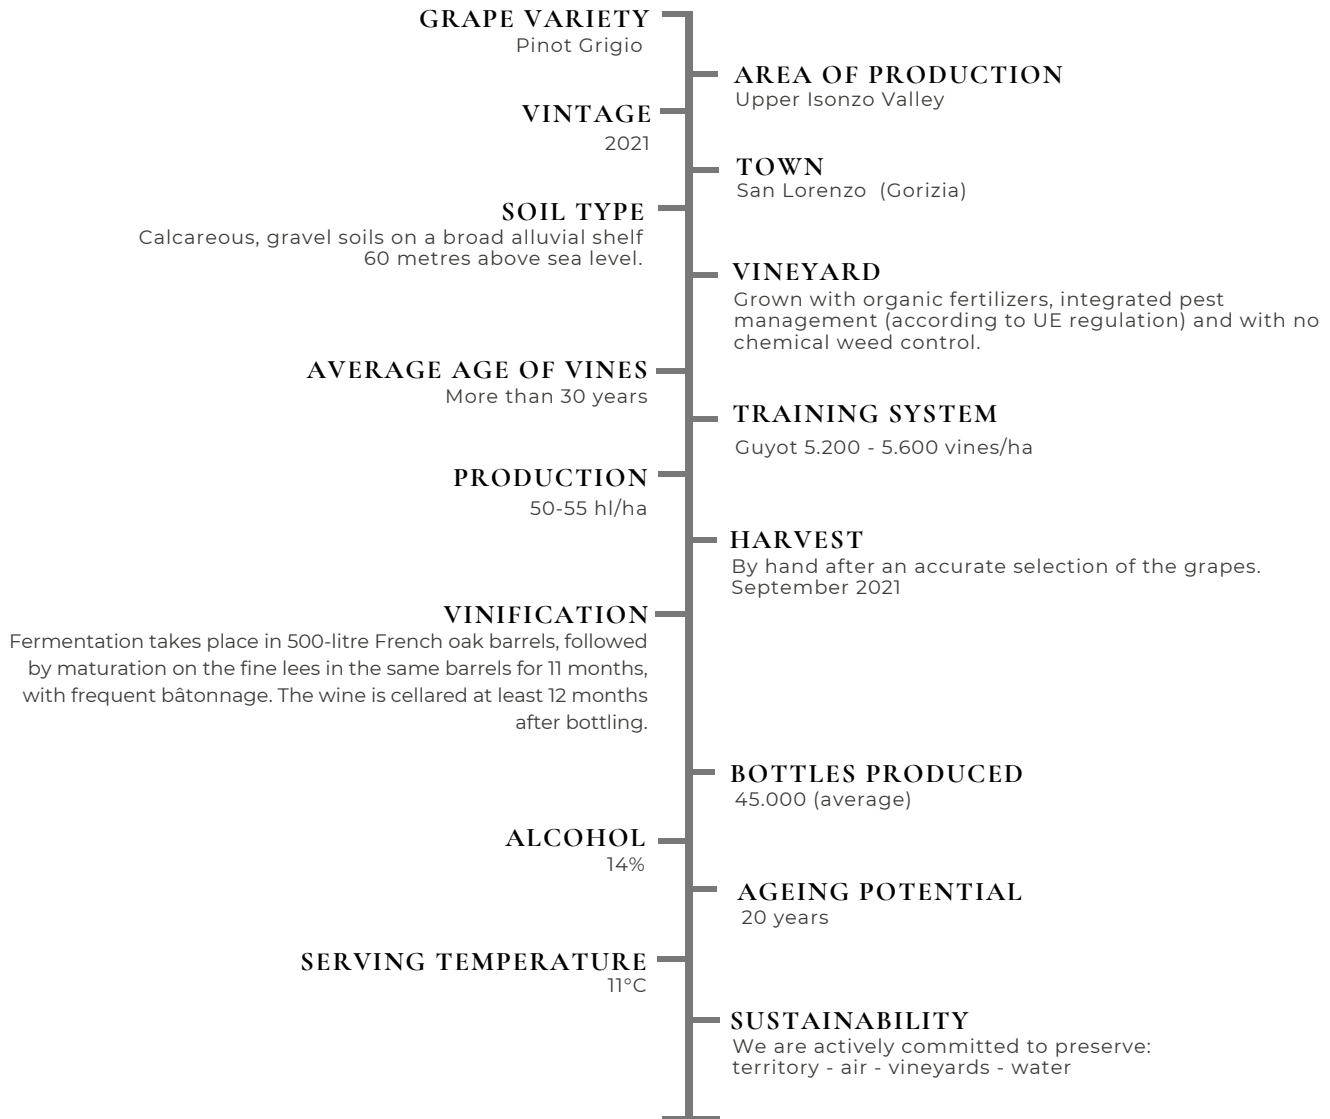 GRAPE VARIETY
Pinot Grigio
AREA OF PRODUCTION
Upper Isonzo Valley
VINTAGE
2021
TOWN
San Lorenzo (Gorizia)
SOIL TYPE
Calcareous, gravel soils on a broad alluvial shelf
60 metres above sea level.
VINEYARD
Grown with organic fertilizers, integrated pest
management (according to UE regulation) and with no
chemical weed control.
AVERAGE AGE OF VINES
More than 30 years
TRAINING SYSTEM
Guyot 5.200 - 5.600 vines/ha
PRODUCTION
50-55 hl/ha
HARVEST
By hand after an accurate selection of the grapes.
September 2021
VINIFICATION
Fermentation takes place in 500-litre French oak barrels, followed
by maturation on the fine lees in the same barrels for 11 months,
with frequent bâtonnage. The wine is cellared at least 12 months
after bottling.
BOTTLES PRODUCED
45.000 (average)
ALCOHOL
14%
AGEING POTENTIAL
20 years
SERVING TEMPERATURE
11°C
SUSTAINABILITY
We are actively committed to preserve:
territory - air - vineyards - water